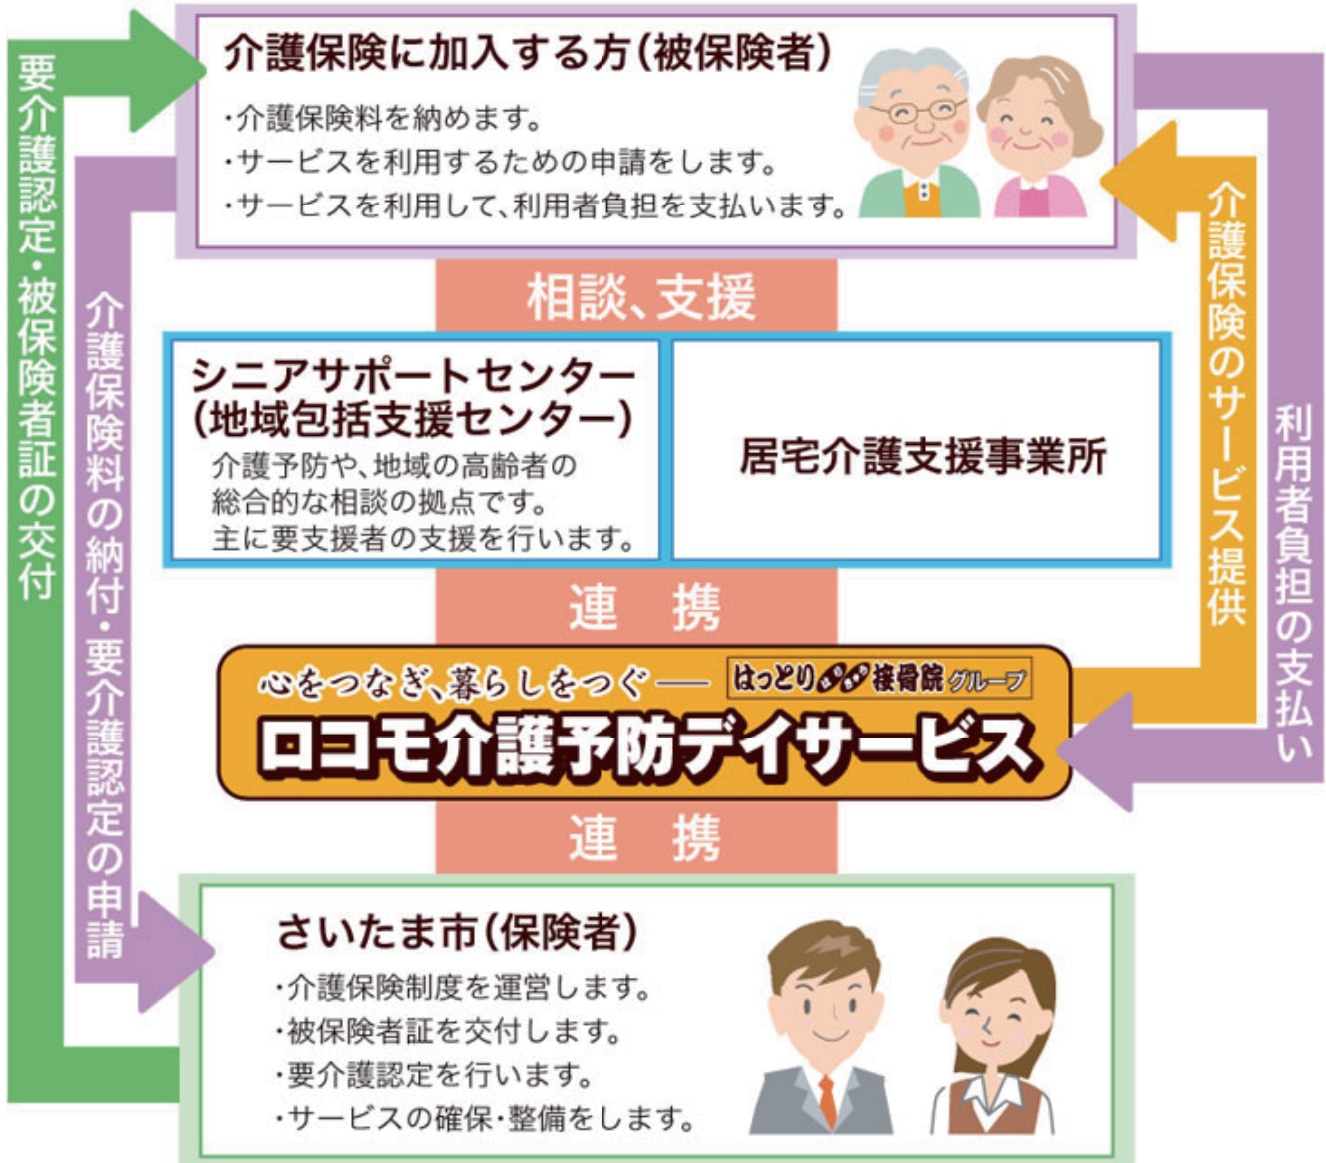 介護保険に加入する方(被保険者)
・介護保険料を納めます。
・サービスを利用するための申請をします。
・サービスを利用して、利用者負担を支払います。
要介護認定・被保険者証の交付
介護保険料の納付・要介護認定の申請
相談、支援
シニアサポートセンター
(地域包括支援センター)
介護予防や、地域の高齢者の
総合的な相談の拠点です。
主に要支援者の支援を行います。
居宅介護支援事業所
介護保険のサービス提供
利用者負担の支払い
連 携
心をつなぎ、暮らしをつぐ―
はっとり 接骨院 グループ
ロコモ介護予防デイサービス
連 携
さいたま市(保険者)
・介護保険制度を運営します。
・被保険者証を交付します。
・要介護認定を行います。
・サービスの確保・整備をします。